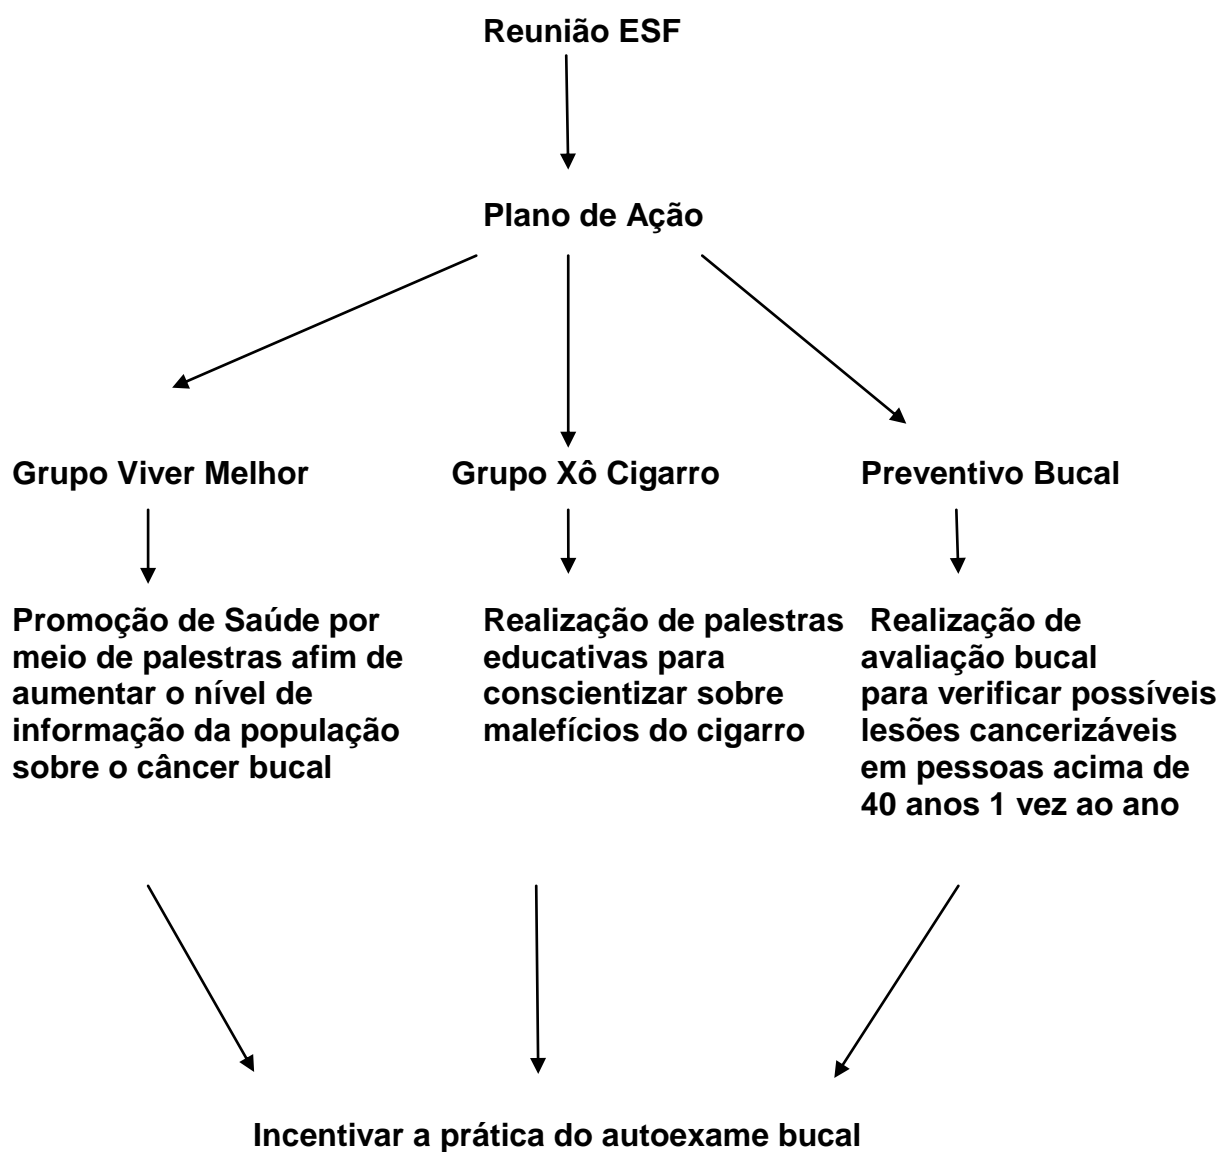 Reunião ESF
Plano de Ação
Grupo Viver Melhor
Grupo Xô Cigarro
Preventivo Bucal
Promoção de Saúde por
meio de palestras afim de
aumentar o nível de
informação da população
sobre o câncer bucal
Realização de palestras
educativas para
conscientizar sobre
malefícios do cigarro
Realização de
avaliação bucal
para verificar possíveis
lesões cancerizáveis
em pessoas acima de
40 anos 1 vez ao ano
Incentivar a prática do autoexame bucal